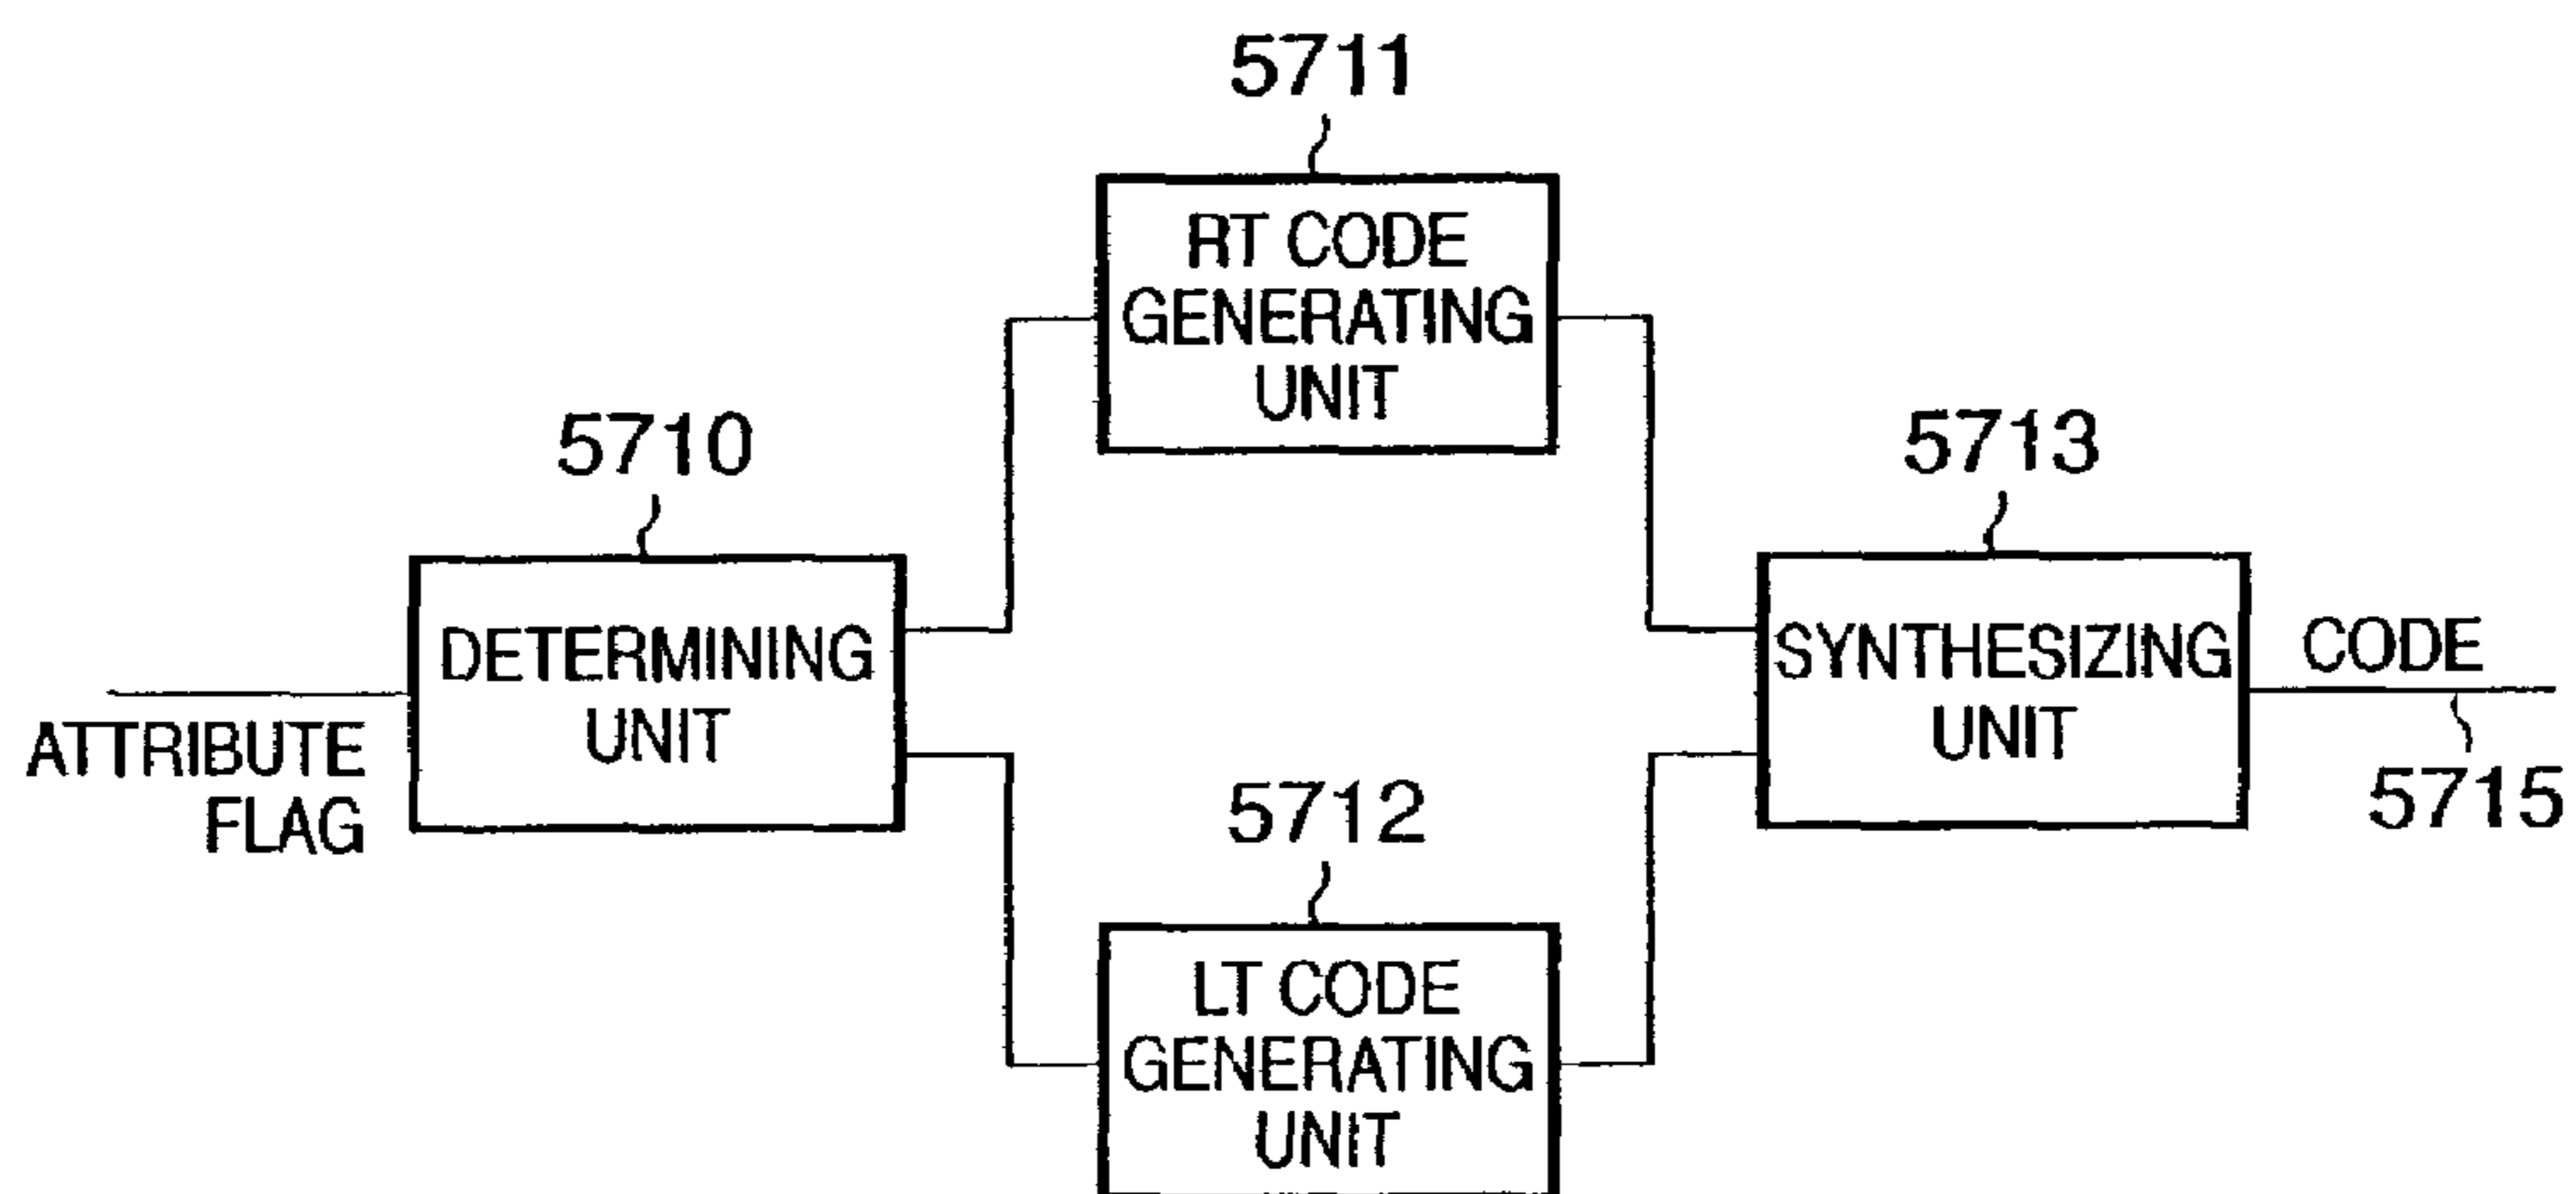 5711
RT CODE
GENERATING
UNIT
5710
DETERMINING
UNIT
ATTRIBUTE
FLAG
5712
LT CODE
GENERATING
UNIT
5713
SYNTHESIZING
UNIT
CODE
5715